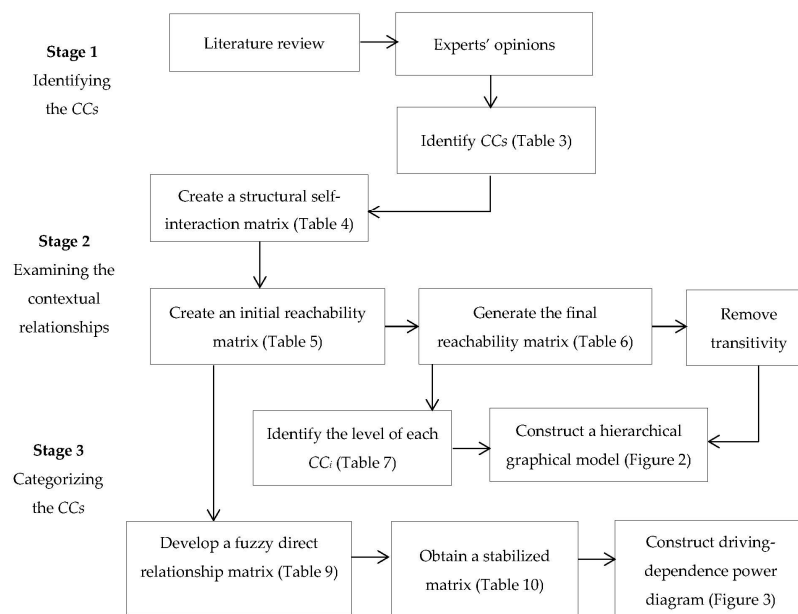 Stage 1
Identifying
the CCs
Literature review
Experts' opinions
Identify CCs (Table 3)
Stage 2
Examining the
contextual
relationships
Create a structural self-
interaction matrix (Table 4)
Create an initial reachability
matrix (Table 5)
Generate the final
reachability matrix (Table 6)
Remove
transitivity
Stage 3
Categorizing
the CCs
Identify the level of each
CCi (Table 7)
Construct a hierarchical
graphical model (Figure 2)
Develop a fuzzy direct
relationship matrix (Table 9)
Obtain a stabilized
matrix (Table 10)
Construct driving-
dependence power
diagram (Figure 3)